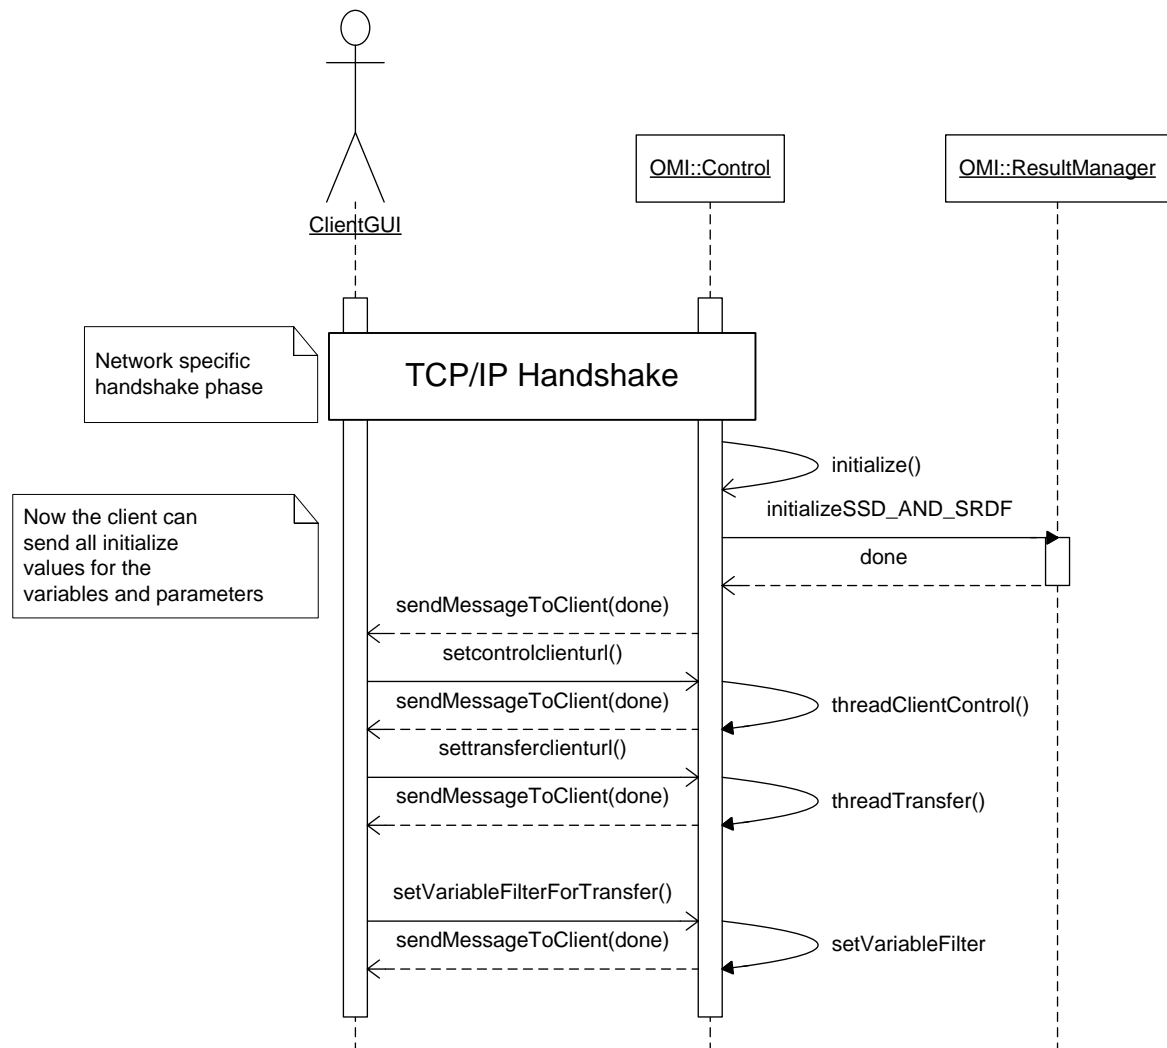 OMI::Control
OMI::ResultManager
ClientGUI
Network specific
handshake phase
TCP/IP Handshake
initialize()
Now the client can
send all initialize
values for the
variables and parameters
initializeSSD_AND_SRDF
done
sendMessageToClient(done)
setcontrolclienturl()
sendMessageToClient(done)
threadClientControl()
settransferclienturl()
sendMessageToClient(done)
threadTransfer()
setVariableFilterForTransfer()
sendMessageToClient(done)
setVariableFilter